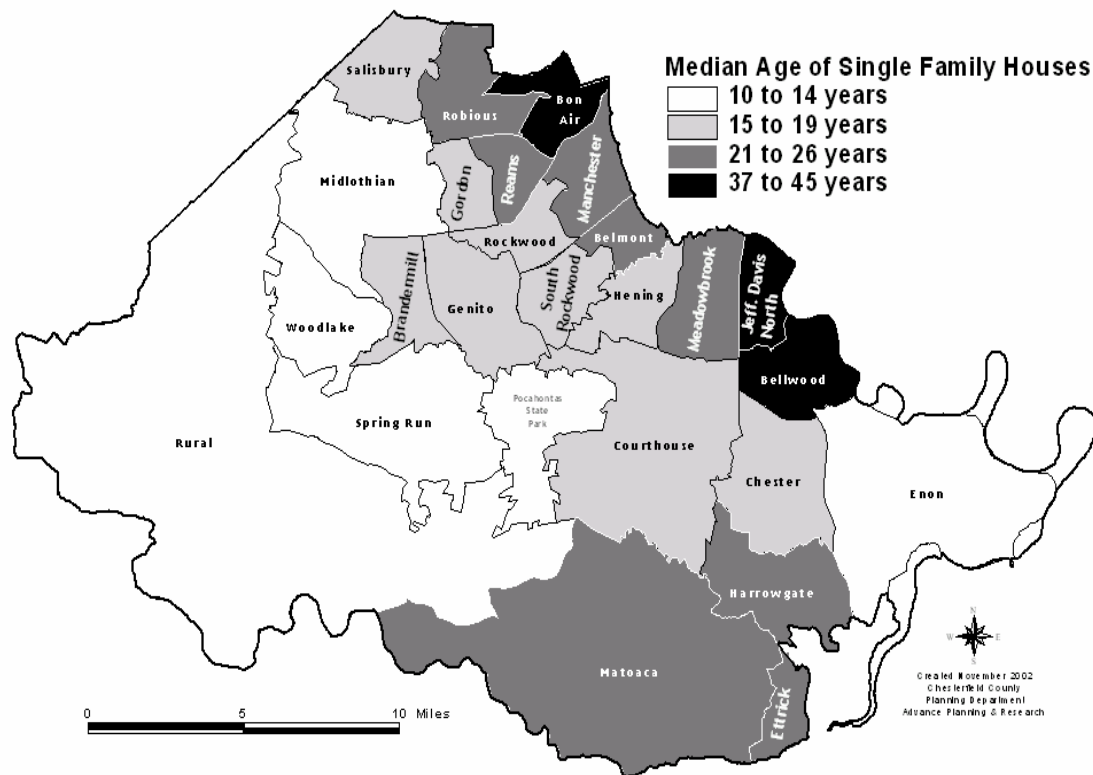 Median Age of Single Family Houses
10 to 14 years
15 to 19 years
21 to 26 years
37 to 45 years
Salisbury
Robious
Bon
Air
Midlothian
Gordon
Reams
Manchester
Rockwood
Belmont
Brandermill
Genito
South
Rockwood
Hening
Meadowbrook
Jeff. Davis
North
Woodlake
Bellwood
Pocahontas
State
Park
Spring Run
Rural
Courthouse
Chester
Enon
Harrowgate
Matoaca
Ettrick
N
W E
S
Created November 2002
Chesterfield County
Planning Department
Advance Planning & Research
0 5 10 Miles